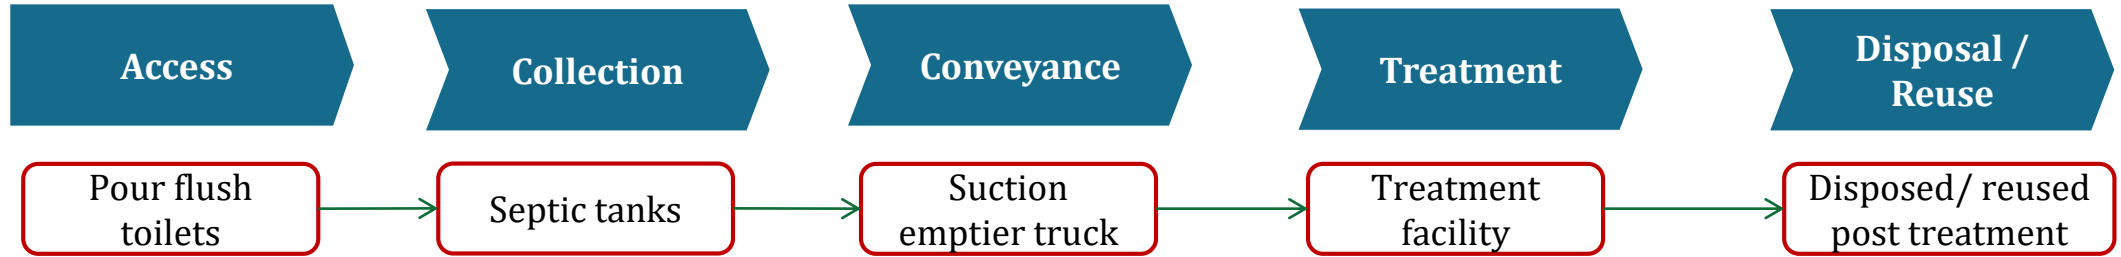 Access
Collection
Conveyance
Treatment
Disposal /
Reuse
Pour flush
toilets
Septic tanks
Suction
emptier truck
Treatment
facility
Disposed/ reused
post treatment